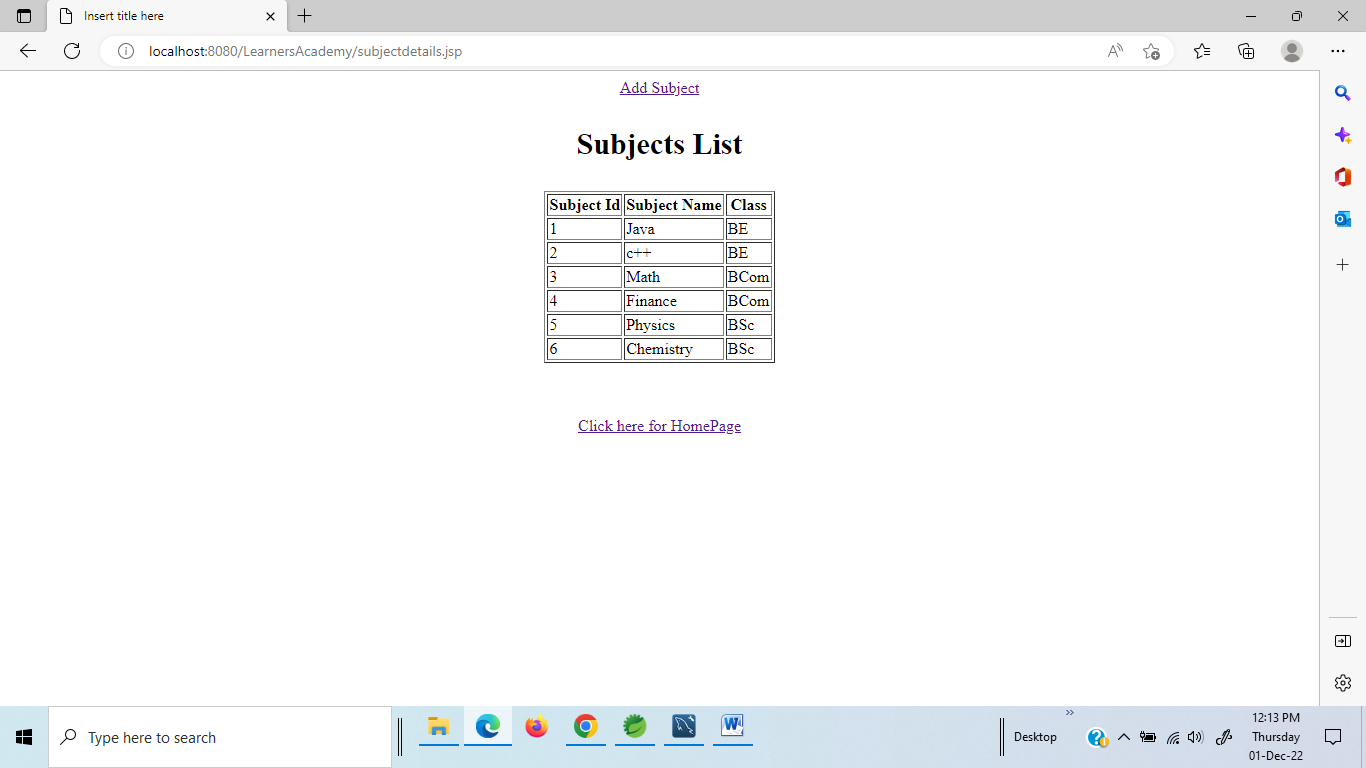 Insert title here
localhost:8080/LearnersAcademy/subjectdetails.jsp
Add Subject
Subjects List
Subject Id Subject Name Class
1 Java BE
2 c++ BE
3 Math BCom
4 Finance BCom
5 Physics BSc
6 Chemistry BSc
Click here for HomePage
Type here to search
Desktop
12:13 PM
Thursday
01-Dec-22